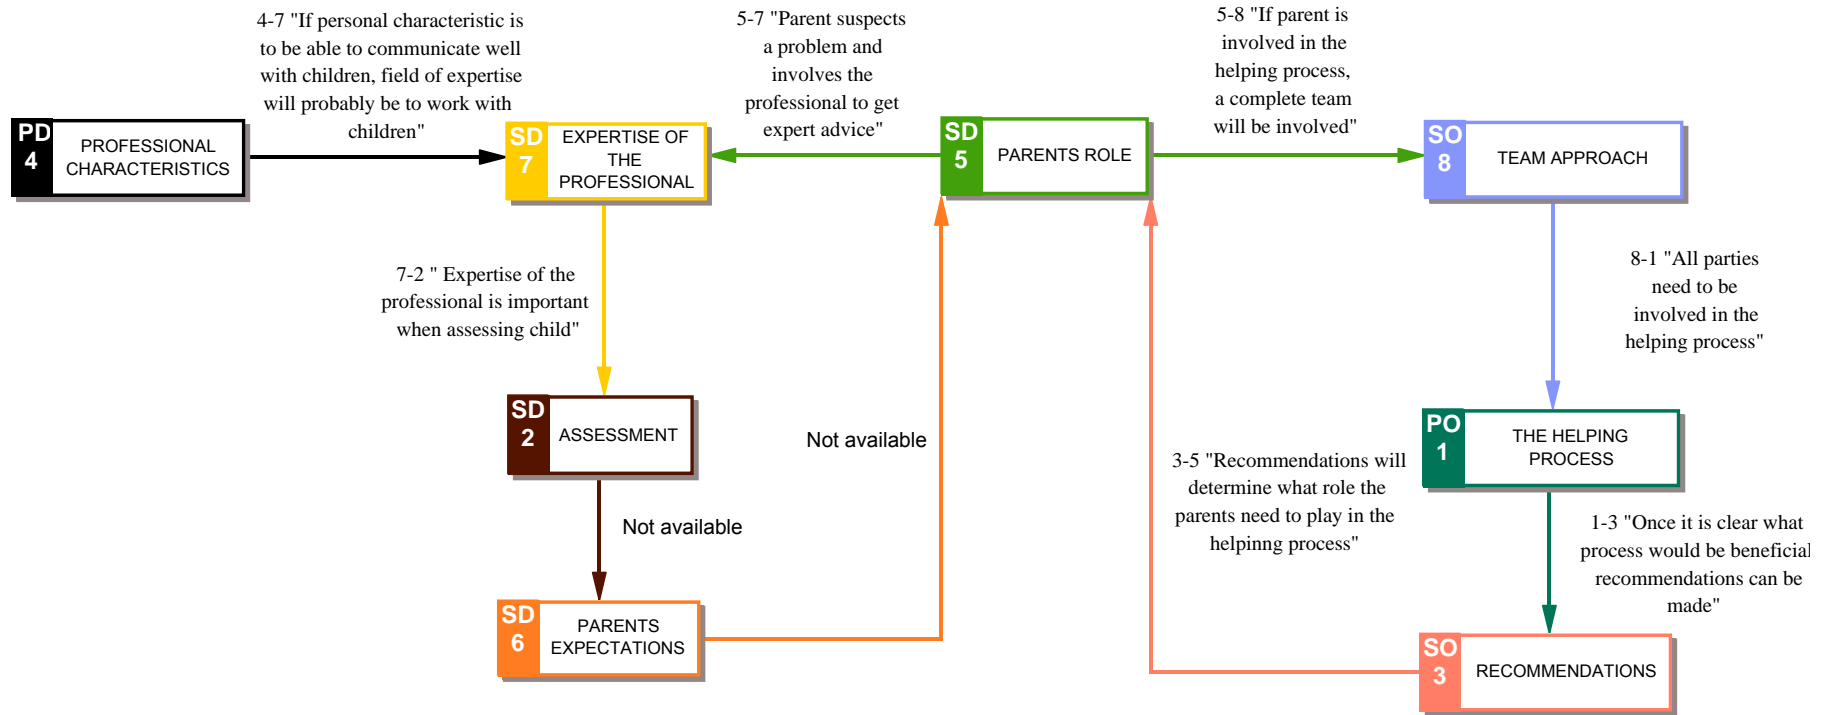 4-7 "If personal characteristic is
to be able to communicate well
with children, field of expertise
will probably be to work with
children"
5-7 "Parent suspects
a problem and
involves the
professional to get
expert advice"
5-8 "If parent is
involved in the
helping process,
a complete team
will be involved"
PD
4
PROFESSIONAL
CHARACTERISTICS
SD
7
EXPERTISE OF
THE
PROFESSIONAL
SD
5
PARENTS ROLE
SO
8
TEAM APPROACH
7-2 " Expertise of the
professional is important
when assessing child"
8-1 "All parties
need to be
involved in the
helping process"
SD
2
ASSESSMENT
Not available
3-5 "Recommendations will
determine what role the
parents need to play in the
helpinng process"
PO
1
THE HELPING
PROCESS
Not available
1-3 "Once it is clear what
process would be beneficial
recommendations can be
made"
SD
6
PARENTS
EXPECTATIONS
SO
3
RECOMMENDATIONS